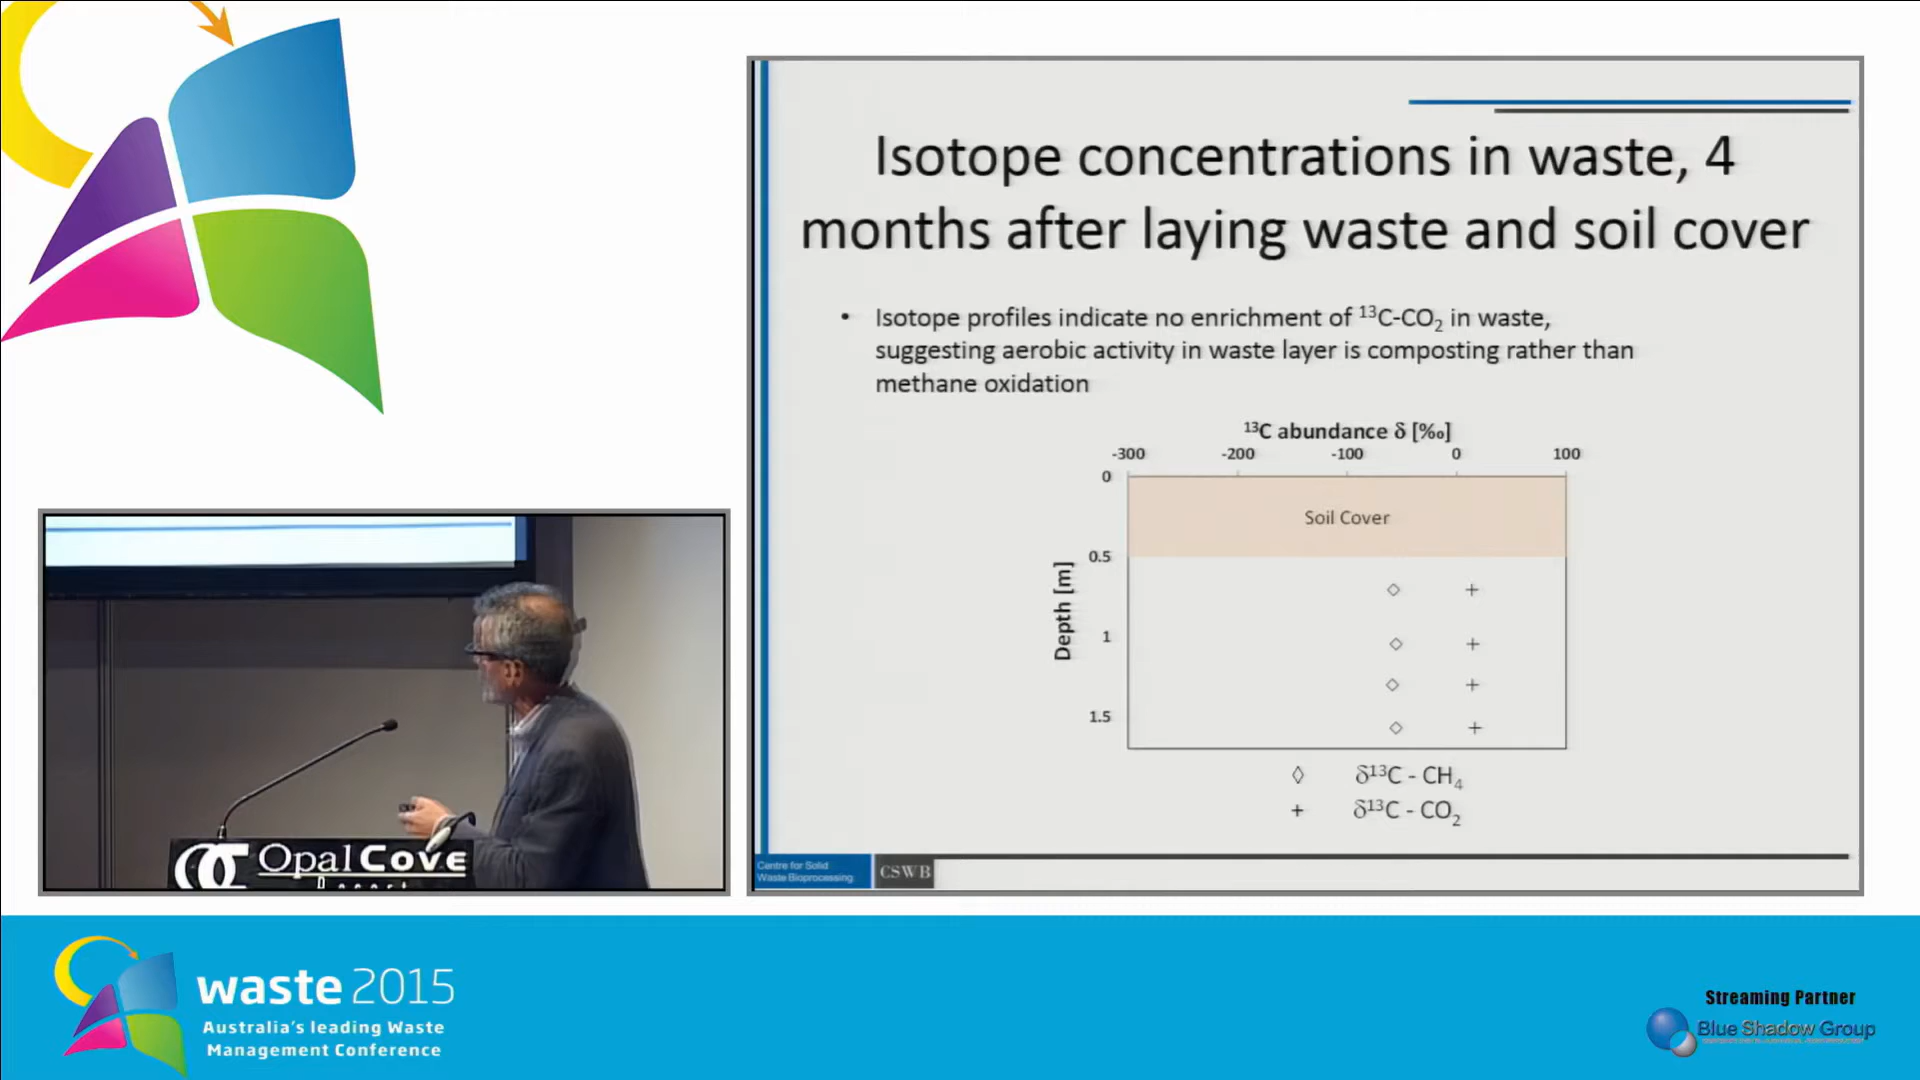 Isotope concentrations in waste, 4
months after laying waste and soil cover
• Isotope profiles indicate no enrichment of ¹³C-CO₂ in waste,
suggesting aerobic activity in waste layer is composting rather than
methane oxidation
¹³C abundance δ [‰]
-300 -200 -100 0 100
0
Soil Cover
0.5
Depth [m]
1
1.5
◊ δ¹³C - CH₄
+ δ¹³C - CO₂
Centre for Solid
Waste Bioprocessing
CSWB
Opal Cove
Resort
waste 2015
Australia's leading Waste
Management Conference
Streaming Partner
Blue Shadow Group